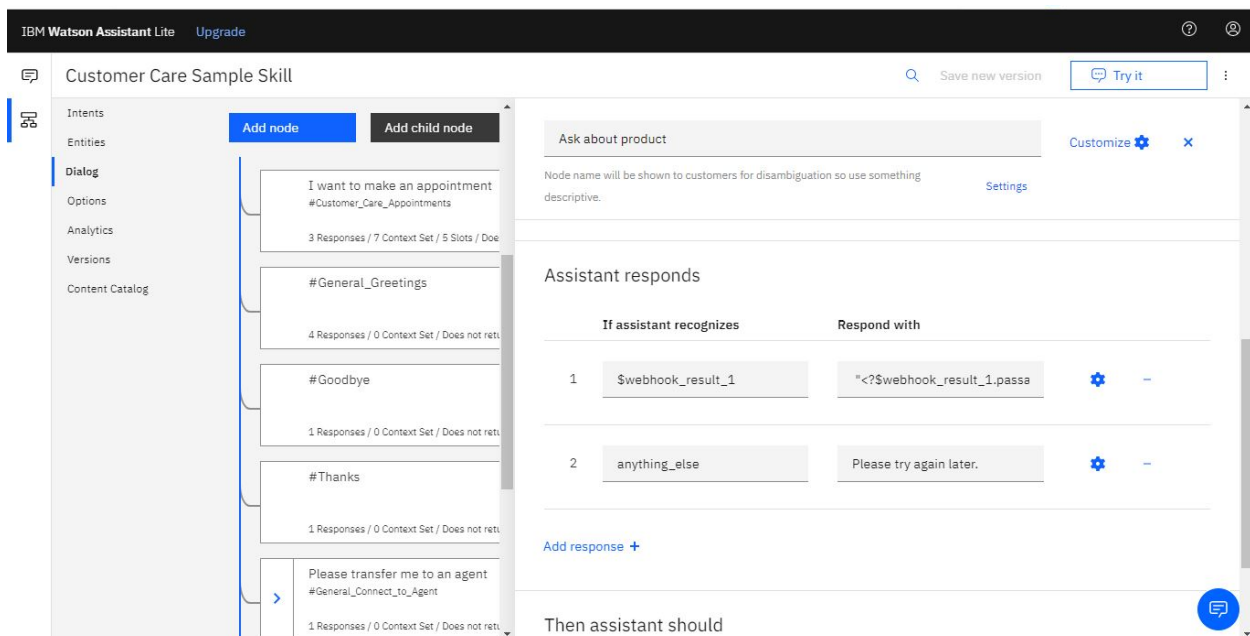 IBM Watson Assistant Lite Upgrade
Customer Care Sample Skill
Save new version
Try it
Intents
Entities
Dialog
Options
Analytics
Versions
Content Catalog
Add node
Add child node
I want to make an appointment
#Customer_Care_Appointments
3 Responses / 7 Context Set / 5 Slots / Doe
#General_Greetings
4 Responses / 0 Context Set / Does not retu
#Goodbye
1 Responses / 0 Context Set / Does not retu
#Thanks
1 Responses / 0 Context Set / Does not retu
Please transfer me to an agent
#General_Connect_to_Agent
1 Responses / 0 Context Set / Does not retu
Ask about product
Customize
Node name will be shown to customers for disambiguation so use something
descriptive.
Settings
Assistant responds
If assistant recognizes Respond with
1 $webhook_result_1 "<?$webhook_result_1.passa
2 anything_else Please try again later.
Add response +
Then assistant should